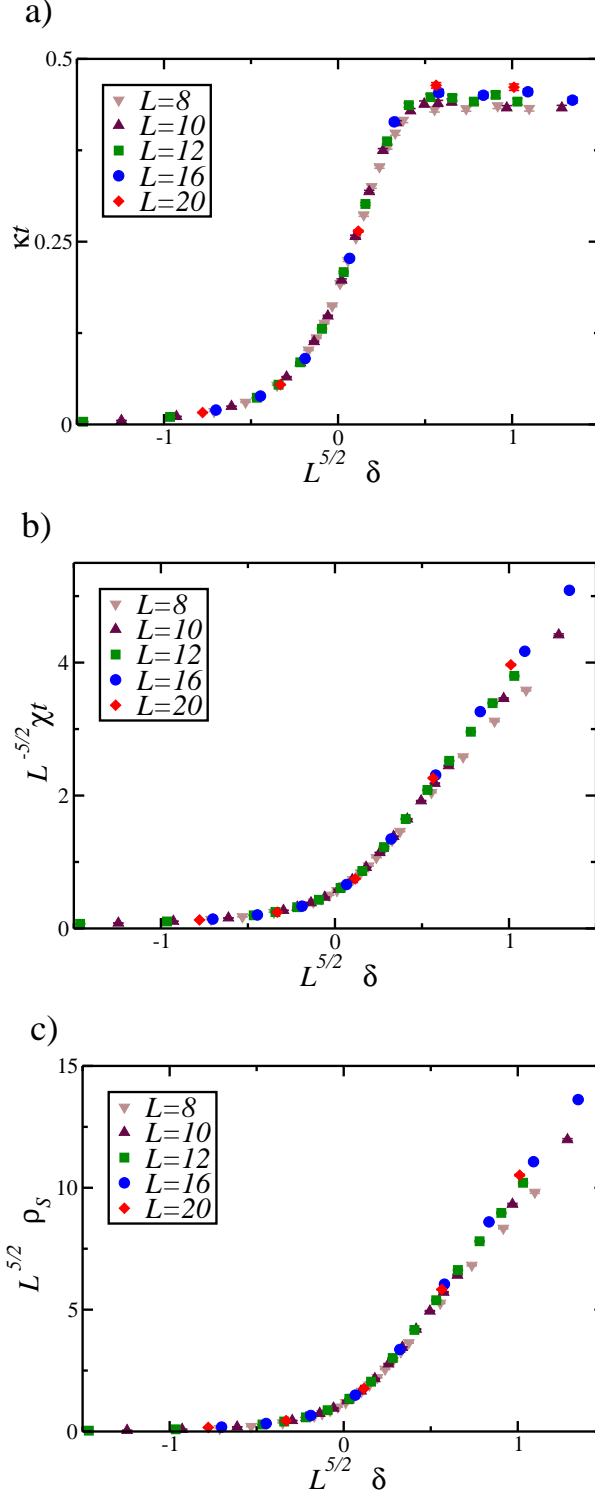 a)
0.5
L=8
L=10
L=12
L=16
L=20
κt
0.25
0
-1 0 1
L^{5/2} δ
b)
L=8
L=10
L=12
L=16
L=20
4
L^{-5/2} χt
2
0
-1 0 1
L^{5/2} δ
c)
15
L=8
L=10
L=12
L=16
L=20
10
L^{5/2} ρ_S
5
0
-1 0 1
L^{5/2} δ